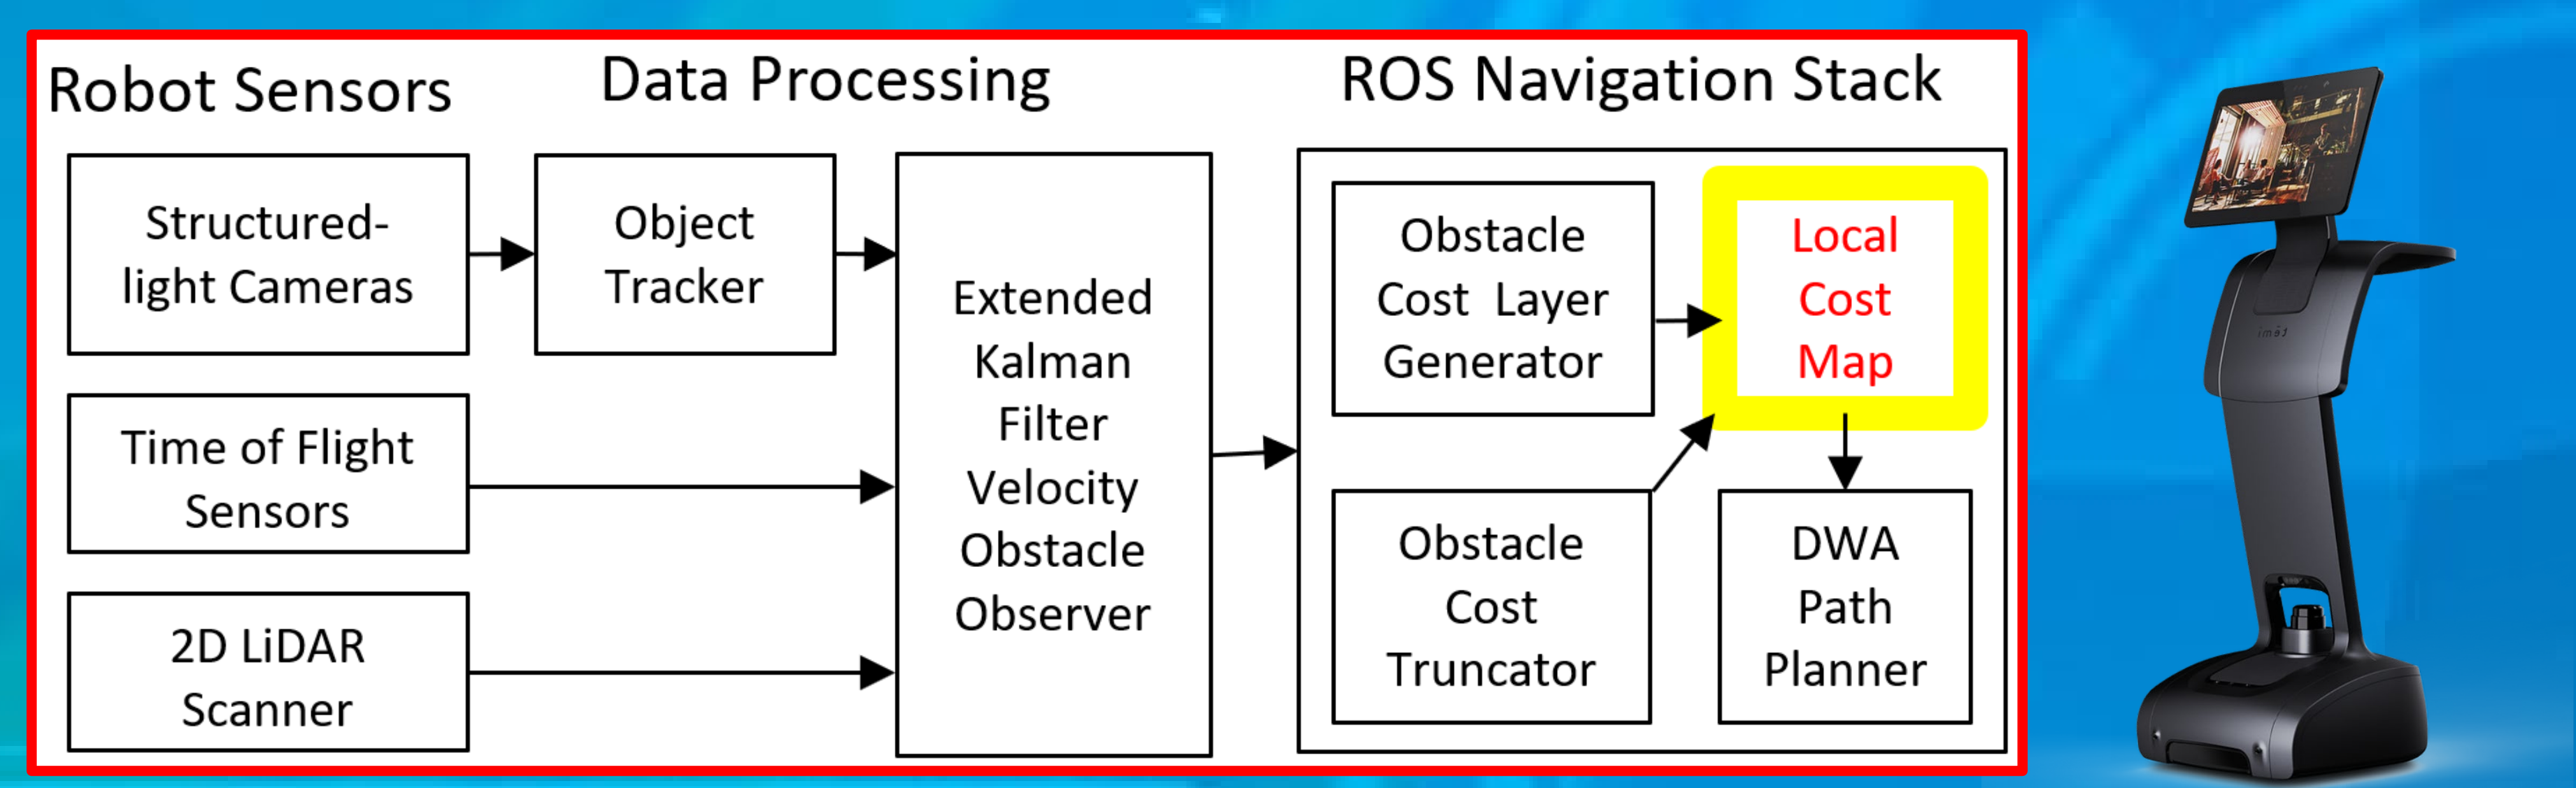 Robot Sensors
Data Processing
ROS Navigation Stack
Structured-
light Cameras
Object
Tracker
Time of Flight
Sensors
2D LiDAR
Scanner
Extended
Kalman
Filter
Velocity
Obstacle
Observer
Obstacle
Cost Layer
Generator
Local
Cost
Map
Obstacle
Cost
Truncator
DWA
Path
Planner
temi